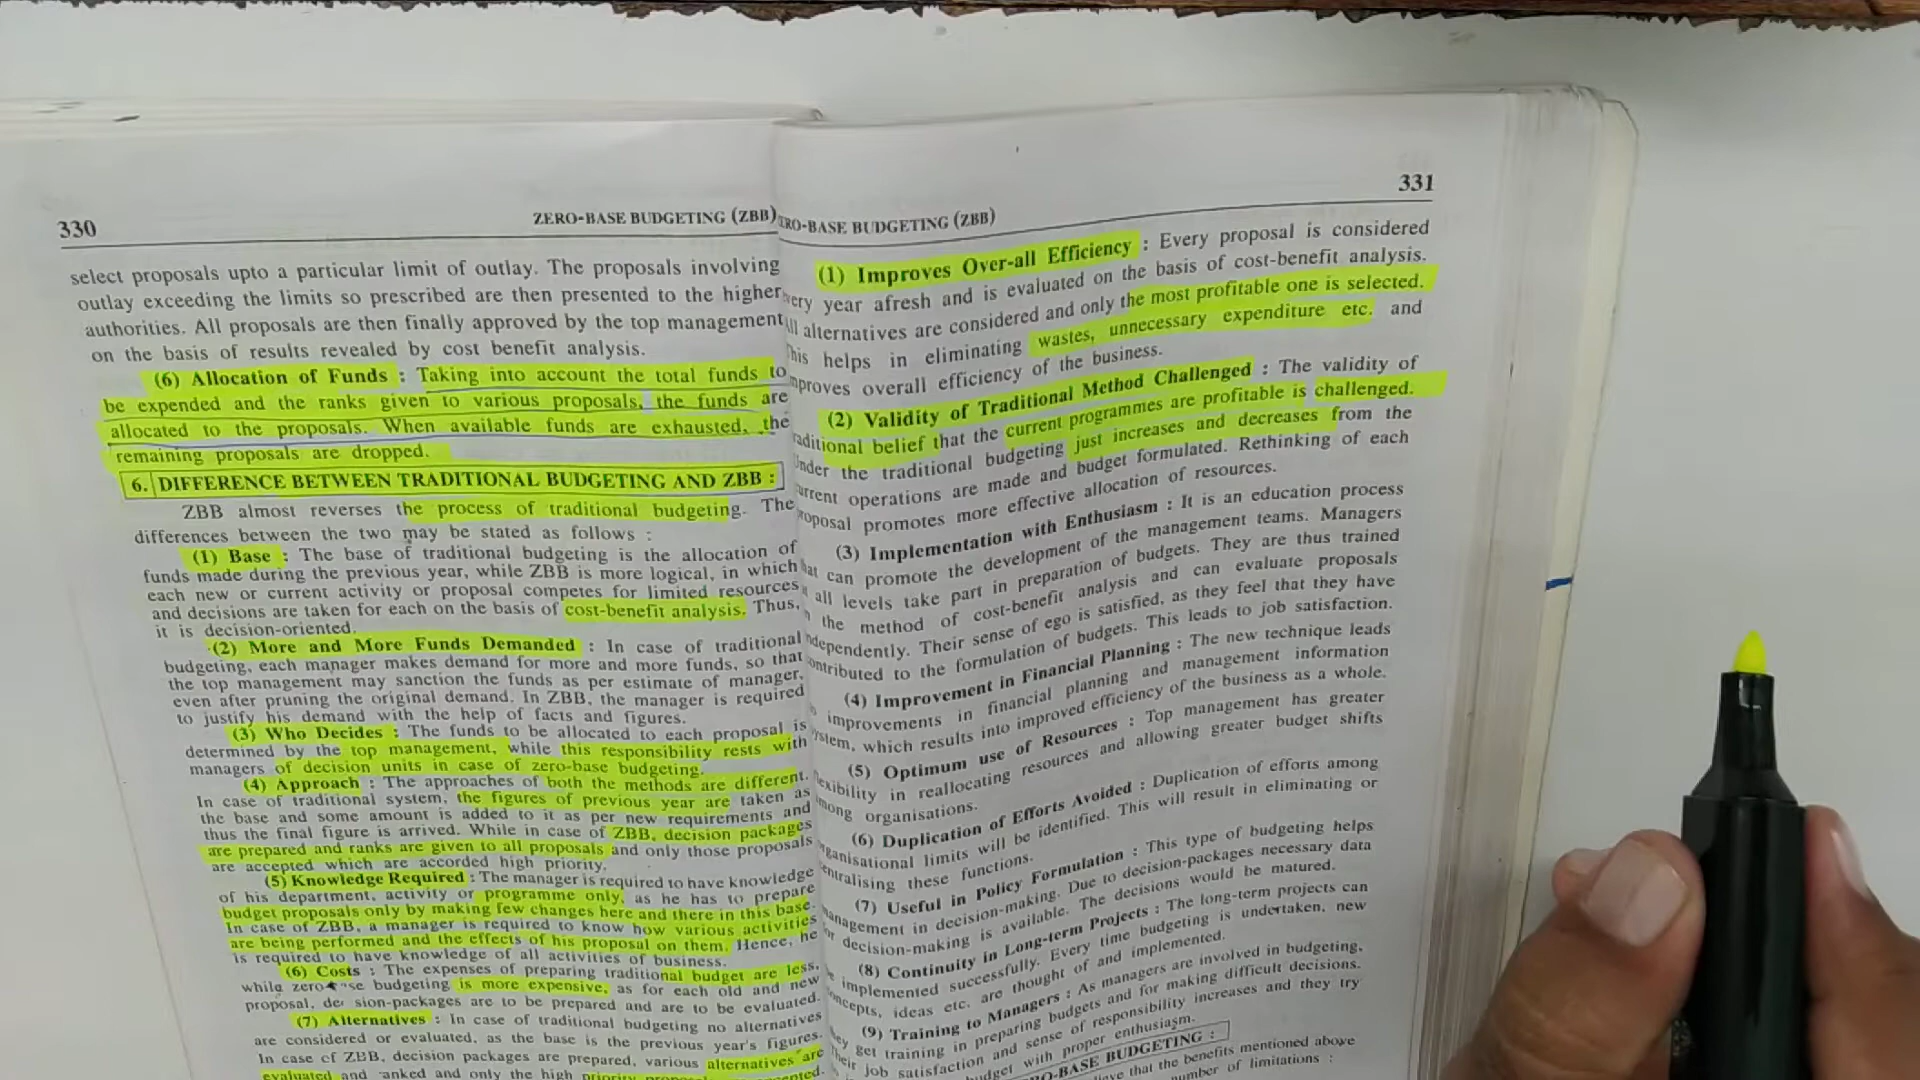 330
ZERO-BASE BUDGETING (ZBB)
select proposals upto a particular limit of outlay. The proposals involving
outlay exceeding the limits so prescribed are then presented to the higher
authorities. All proposals are then finally approved by the top management
on the basis of results revealed by cost benefit analysis.
(6) Allocation of Funds : Taking into account the total funds to
be expended and the ranks given to various proposals, the funds are
allocated to the proposals. When available funds are exhausted, the
remaining proposals are dropped.
6. DIFFERENCE BETWEEN TRADITIONAL BUDGETING AND ZBB :
ZBB almost reverses the process of traditional budgeting. The
differences between the two may be stated as follows :
(1) Base : The base of traditional budgeting is the allocation of
funds made during the previous year, while ZBB is more logical, in which
each new or current activity or proposal competes for limited resources
and decisions are taken for each on the basis of cost-benefit analysis. Thus,
it is decision-oriented.
(2) More and More Funds Demanded : In case of traditional
budgeting, each manager makes demand for more and more funds, so that
the top management may sanction the funds as per estimate of manager,
even after pruning the original demand. In ZBB, the manager is required
to justify his demand with the help of facts and figures.
(3) Who Decides : The funds to be allocated to each proposal is
determined by the top management, while this responsibility rests with
managers of decision units in case of zero-base budgeting.
(4) Approach : The approaches of both the methods are different.
In case of traditional system, the figures of previous year are taken as
the base and some amount is added to it as per new requirements and
thus the final figure is arrived. While in case of ZBB, decision packages
are prepared and ranks are given to all proposals and only those proposals
are accepted which are accorded high priority.
(5) Knowledge Required : The manager is required to have knowledge
of his department, activity or programme only, as he has to prepare
budget proposals only by making few changes here and there in this base.
In case of ZBB, a manager is required to know how various activities
are being performed and the effects of his proposal on them. Hence, he
is required to have knowledge of all activities of business.
(6) Costs : The expenses of preparing traditional budget are less,
while budgeting is more expensive, as for each old and new
proposal, sion-packages are to be prepared and are to be evaluated.
(7) Alternatives : In case of traditional budgeting no alternatives
are considered or evaluated, as the base is the previous year's figures.
In case of ZBB, decision packages are prepared, various alternatives are
evaluated and anked and only the high priority
331
RO-BASE BUDGETING (ZBB)
(1) Improves Over-all Efficiency : Every proposal is considered
very year afresh and is evaluated on the basis of cost-benefit analysis.
All alternatives are considered and only the most profitable one is selected.
This helps in eliminating wastes, unnecessary expenditure etc. and
mproves overall efficiency of the business.
(2) Validity of Traditional Method Challenged : The validity of
raditional belief that the current programmes are profitable is challenged.
Under the traditional budgeting just increases and decreases from the
urrent operations are made and budget formulated. Rethinking of each
roposal promotes more effective allocation of resources.
(3) Implementation with Enthusiasm : It is an education process
hat can promote the development of the management teams. Managers
all levels take part in preparation of budgets. They are thus trained
the method of cost-benefit analysis and can evaluate proposals
ndependently. Their sense of ego is satisfied, as they feel that they have
ontributed to the formulation of budgets. This leads to job satisfaction.
(4) Improvement in Financial Planning : The new technique leads
improvements in financial planning and management information
ystem, which results into improved efficiency of the business as a whole.
(5) Optimum use of Resources : Top management has greater
lexibility in reallocating resources and allowing greater budget shifts
mong organisations.
(6) Duplication of Efforts Avoided : Duplication of efforts among
rganisational limits will be identified. This will result in eliminating or
entralising these functions.
(7) Useful in Policy Formulation : This type of budgeting helps
nanagement in decision-making. Due to decision-packages necessary data
or decision-making is available. The decisions would be matured.
(8) Continuity in Long-term Projects : The long-term projects can
e implemented successfully. Every time budgeting is undertaken, new
oncepts, ideas etc. are thought of and implemented.
(9) Training to Managers : As managers are involved in budgeting,
hey get training in preparing budgets and for making difficult decisions.
Their job satisfaction and sense of responsibility increases and they try
udget with proper enthusiasm.
RO-BASE BUDGETING :
that the benefits mentioned above
number of limitations :